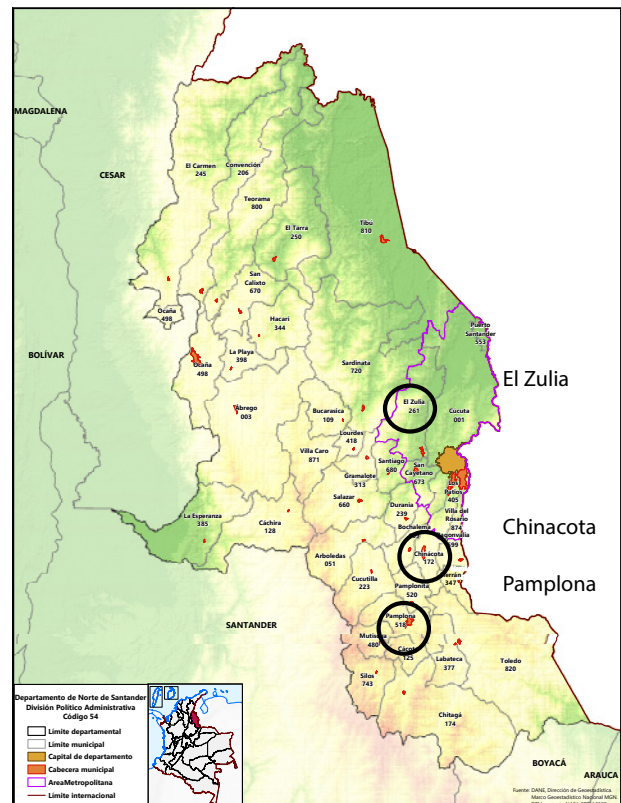 MAGDALENA
CESAR
BOLÍVAR
SANTANDER
BOYACÁ
ARAUCA
El Carmen
245
Convención
206
Teorama
800
El Tarra
250
Tibú
810
San
Calixto
670
Ocaña
498
Hacarí
344
La Playa
398
Ocaña
498
Ábrego
003
Sardinata
720
Puerto
Santander
553
El Zulia
261
Cucuta
001
Bucarasica
109
Lourdes
418
Villa Caro
871
Gramalote
313
Santiago
680
San
Cayetano
673
Los
Patios
405
Salazar
660
Durania
239
Villa del
Rosario
874
Bochalema
La Esperanza
385
Cáchira
128
Arboledas
051
Chinácota
172
347
Cucutilla
223
Pamplonita
520
Pamplona
518
480
125
Labateca
377
Toledo
820
Silos
743
Chitagá
174
El Zulia
Chinacota
Pamplona
Departamento de Norte de Santander
División Político Administrativa
Código 54
Límite departamental
Límite municipal
Capital de departamento
Cabecera municipal
AreaMetropolitana
Límite internacional
Fuente: DANE, Dirección de Geoestadística.
Marco Geoestadístico Nacional MGN.